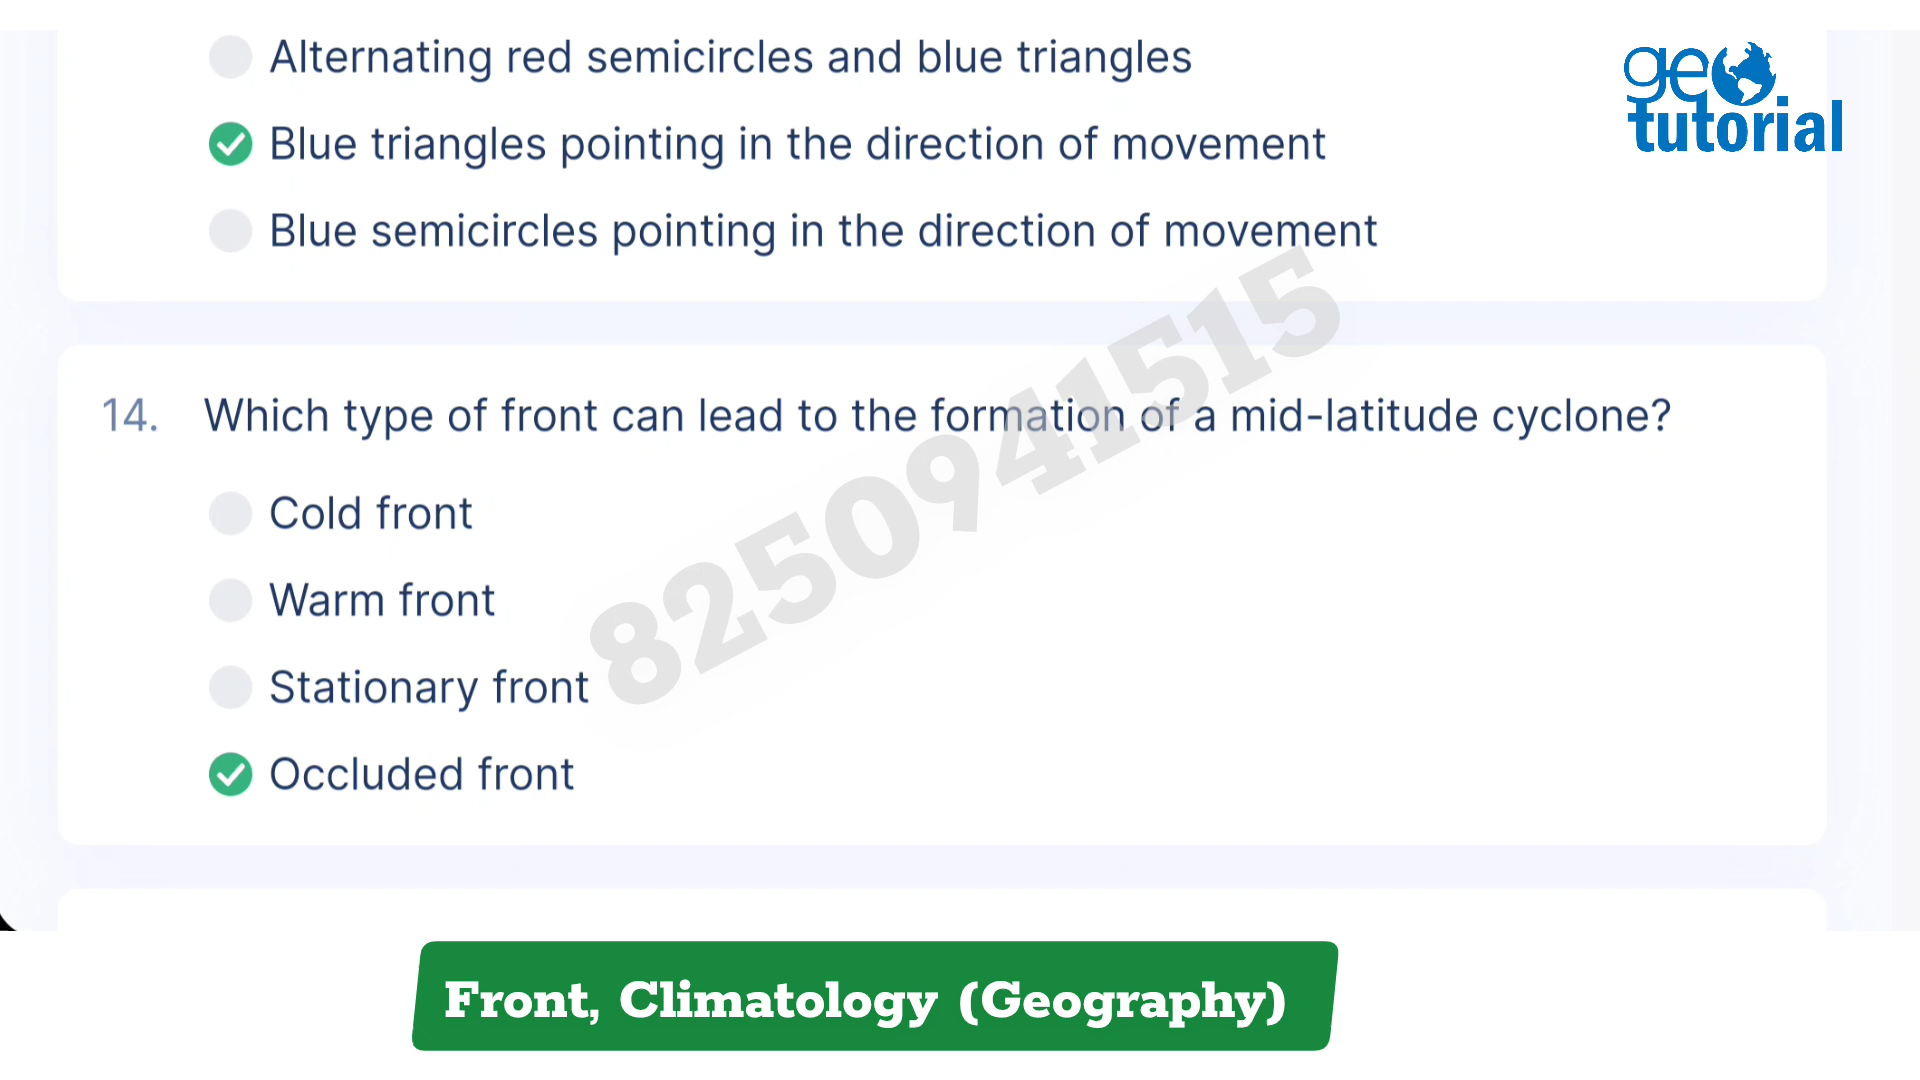 Alternating red semicircles and blue triangles
Blue triangles pointing in the direction of movement
Blue semicircles pointing in the direction of movement
geo
tutorial
14. Which type of front can lead to the formation of a mid-latitude cyclone?
Cold front
Warm front
Stationary front
Occluded front
8250941515
Front, Climatology (Geography)